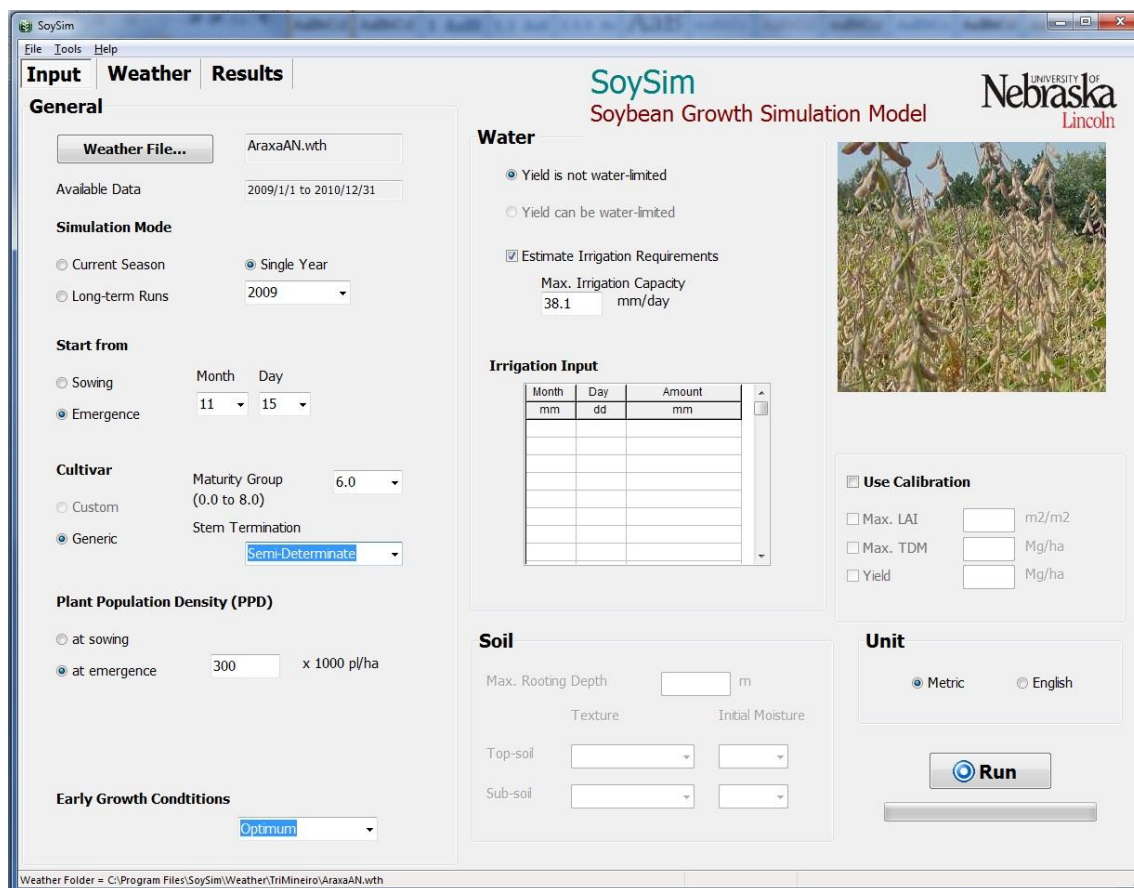 SoySim
File Tools Help
Input Weather Results
SoySim
Soybean Growth Simulation Model
UNIVERSITY OF
Nebraska
Lincoln
General
Weather File...
AraxaAN.wth
Available Data
2009/1/1 to 2010/12/31
Simulation Mode
Current Season
Single Year
Long-term Runs
2009
Start from
Sowing
Month Day
11 15
Emergence
Cultivar
Maturity Group
(0.0 to 8.0)
6.0
Custom
Generic
Stem Termination
Semi-Determinate
Plant Population Density (PPD)
at sowing
at emergence
300
x 1000 pl/ha
Early Growth Condtitions
Optimum
Water
Yield is not water-limited
Yield can be water-limited
Estimate Irrigation Requirements
Max. Irrigation Capacity
38.1 mm/day
Irrigation Input
Month Day Amount
mm dd mm
Soil
Max. Rooting Depth m
Texture Initial Moisture
Top-soil
Sub-soil
Use Calibration
Max. LAI m2/m2
Max. TDM Mg/ha
Yield Mg/ha
Unit
Metric English
Run
Weather Folder = C:\Program Files\SoySim\Weather\TriMineiro\AraxaAN.wth